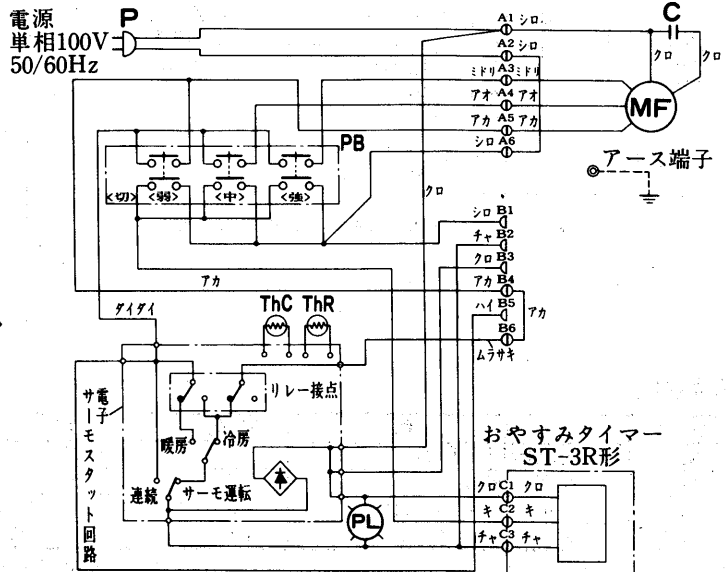 電源
単相100V
50/60Hz
P
A1 シロ
C
A2 シロ
クロ
クロ
ミドリ A3 ミドリ
アオ A4 アオ
MF
アカ A5 アカ
シロ A6
PB
アース端子
<切> <弱> <中> <強>
クロ
シロ B1
チャ B2
クロ B3
アカ
アカ B4
ダイダイ
ハイ B5
アカ
ThC ThR
B6
ムラサキ
リレー接点
電子
サーモスタット回路
暖房
冷房
おやすみタイマー
ST-3R形
連続
サーモ運転
クロ C1 クロ
キ C2 キ
PL
チャ C3 チャ